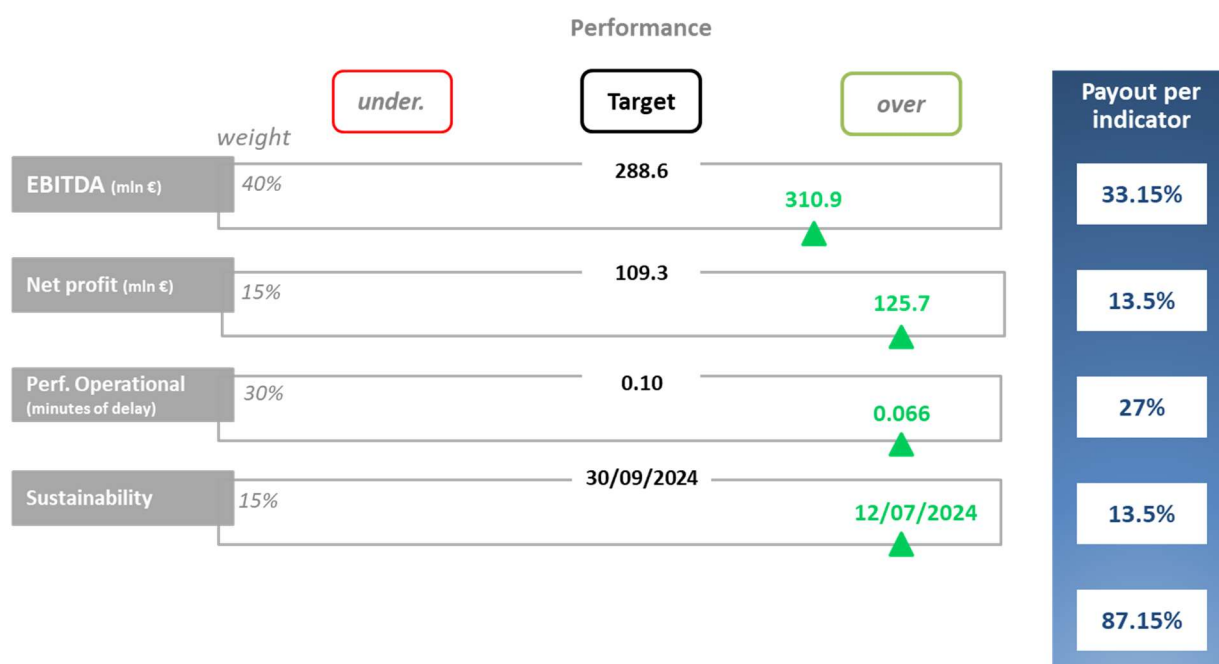 Performance
under.
Target
over
Payout per
indicator
weight
EBITDA (mln €)
40%
288.6
310.9
33.15%
Net profit (mln €)
15%
109.3
125.7
13.5%
Perf. Operational
(minutes of delay)
30%
0.10
0.066
27%
Sustainability
15%
30/09/2024
12/07/2024
13.5%
87.15%